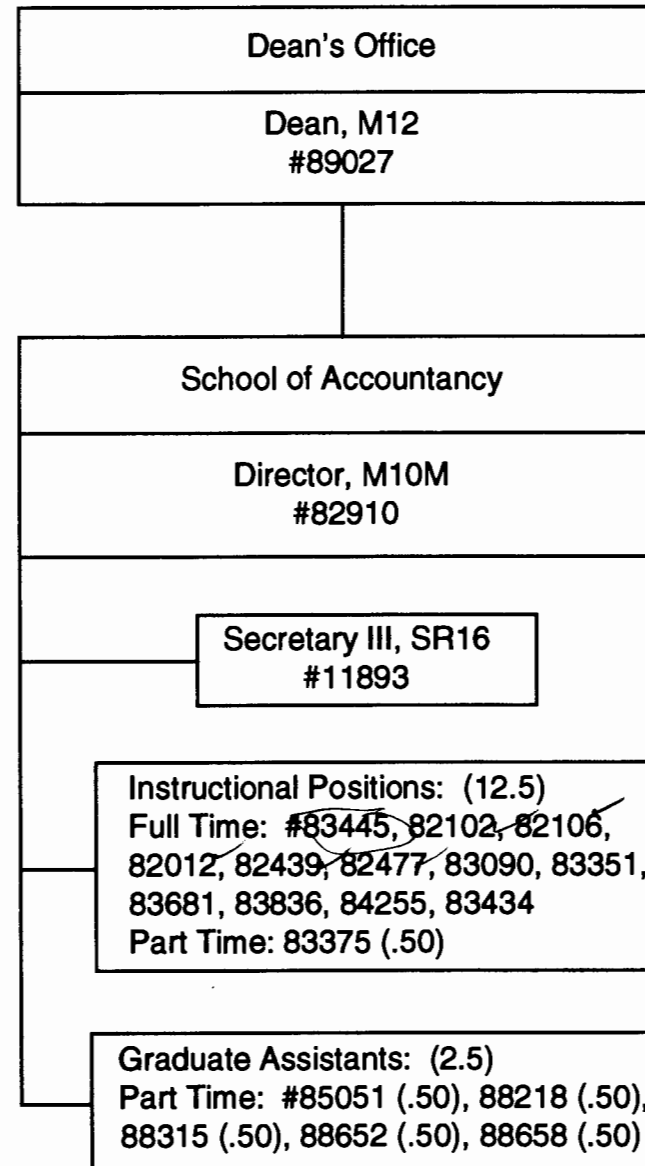 Dean's Office
Dean, M12
#89027
School of Accountancy
Director, M10M
#82910
Secretary III, SR16
#11893
Instructional Positions: (12.5)
Full Time: #83445, 82102, 82106,
82012, 82439, 82477, 83090, 83351,
83681, 83836, 84255, 83434
Part Time: 83375 (.50)
Graduate Assistants: (2.5)
Part Time: #85051 (.50), 88218 (.50),
88315 (.50), 88652 (.50), 88658 (.50)